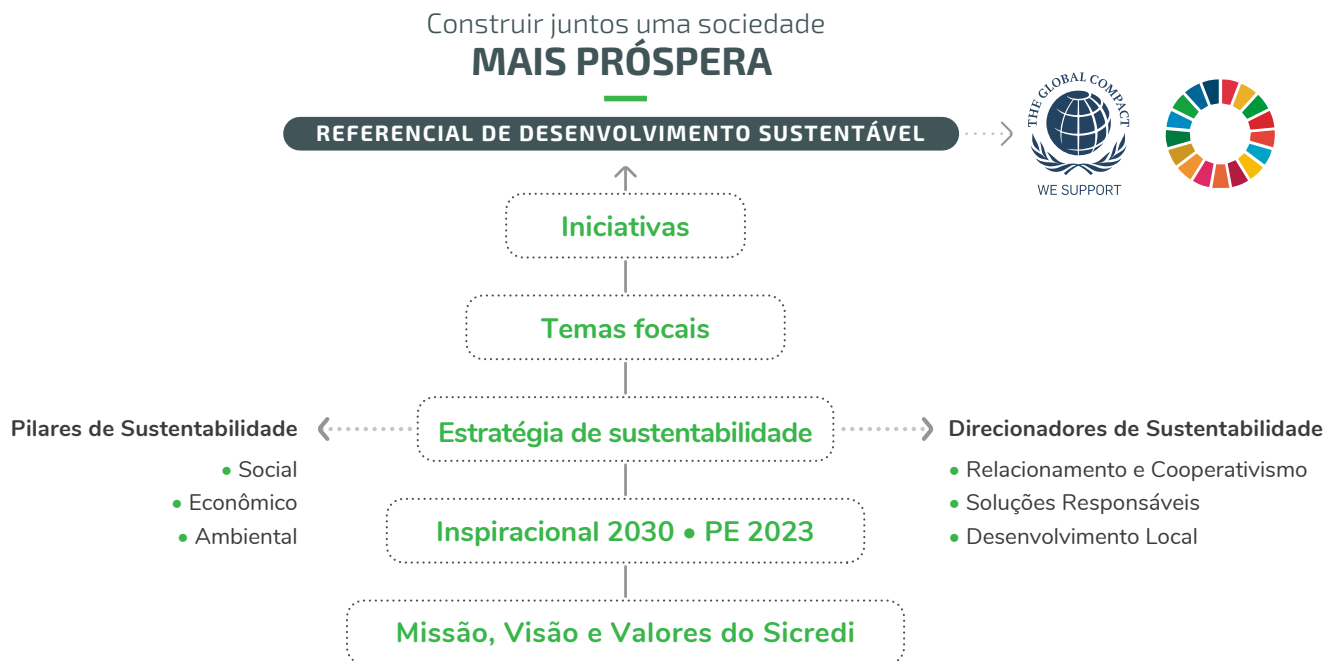 Construir juntos uma sociedade
MAIS PRÓSPERA
REFERENCIAL DE DESENVOLVIMENTO SUSTENTÁVEL
THE GLOBAL COMPACT
WE SUPPORT
Iniciativas
Temas focais
Estratégia de sustentabilidade
Pilares de Sustentabilidade
• Social
• Econômico
• Ambiental
Direcionadores de Sustentabilidade
• Relacionamento e Cooperativismo
• Soluções Responsáveis
• Desenvolvimento Local
Inspiracional 2030 • PE 2023
Missão, Visão e Valores do Sicredi